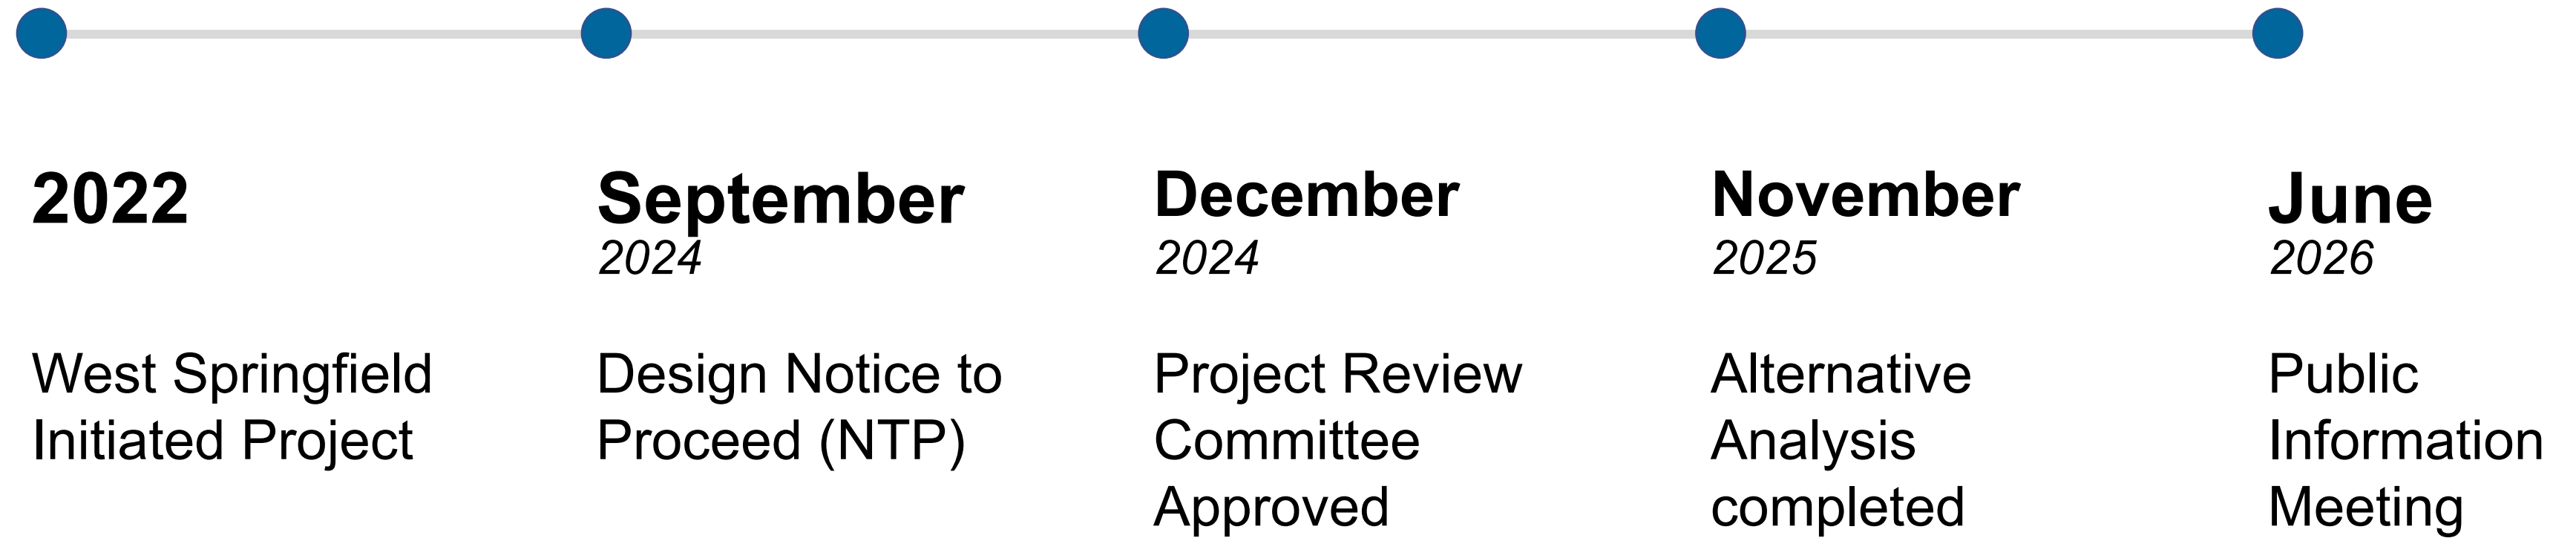 2022
West Springfield
Initiated Project
September
2024
Design Notice to
Proceed (NTP)
December
2024
Project Review
Committee
Approved
November
2025
Alternative
Analysis
completed
June
2026
Public
Information
Meeting